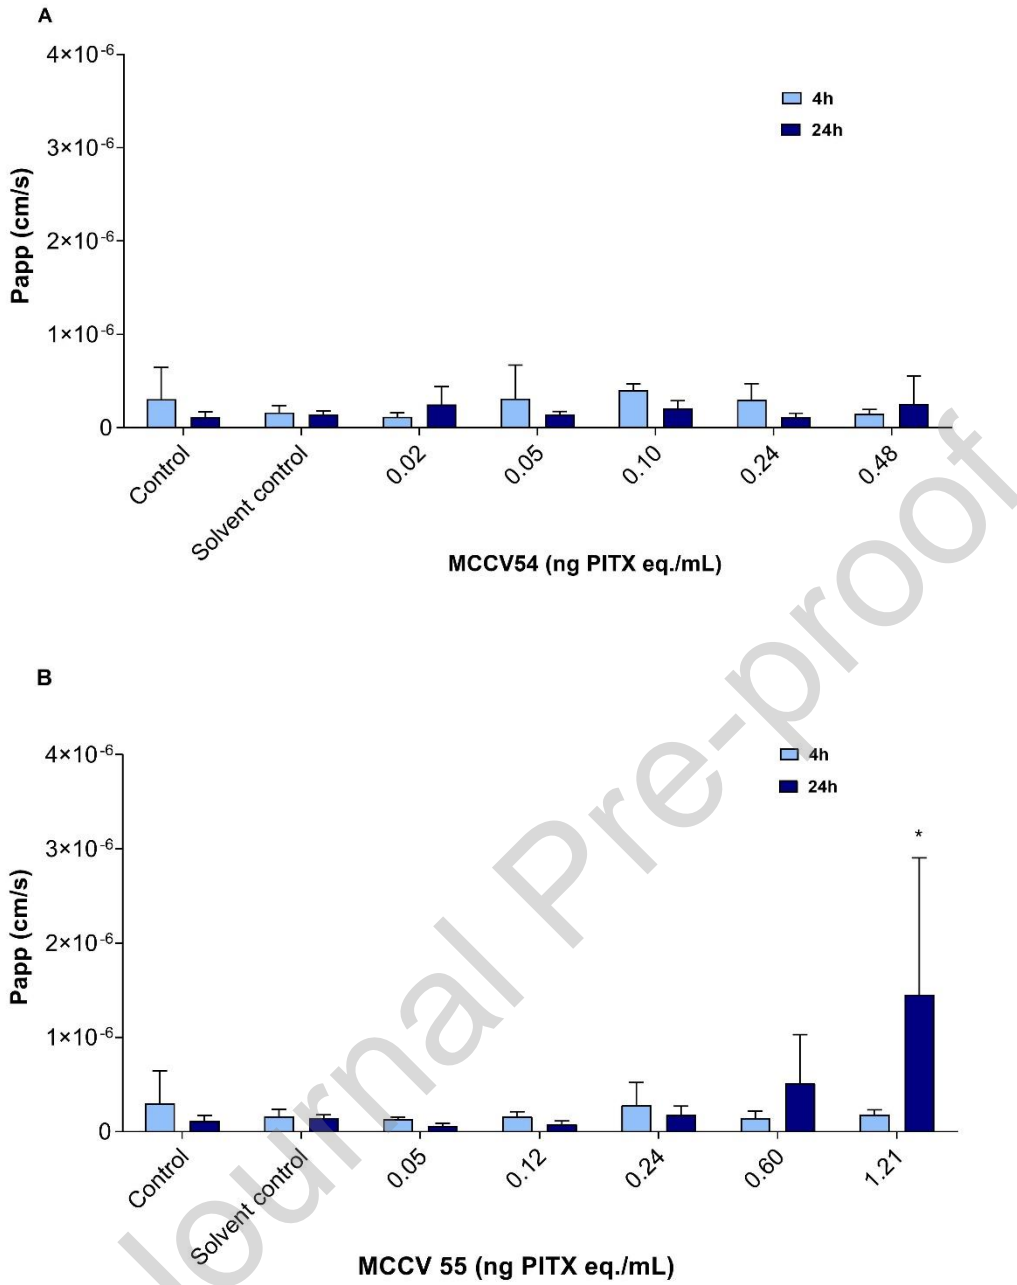 A
4×10⁻⁶
3×10⁻⁶
2×10⁻⁶
1×10⁻⁶
0
Papp (cm/s)
4h
24h
Control
Solvent control
0.02
0.05
0.10
0.24
0.48
MCCV54 (ng PITX eq./mL)
B
4×10⁻⁶
3×10⁻⁶
2×10⁻⁶
1×10⁻⁶
0
Papp (cm/s)
4h
24h
*
Control
Solvent control
0.05
0.12
0.24
0.60
1.21
MCCV 55 (ng PITX eq./mL)
Journal Pre-proof